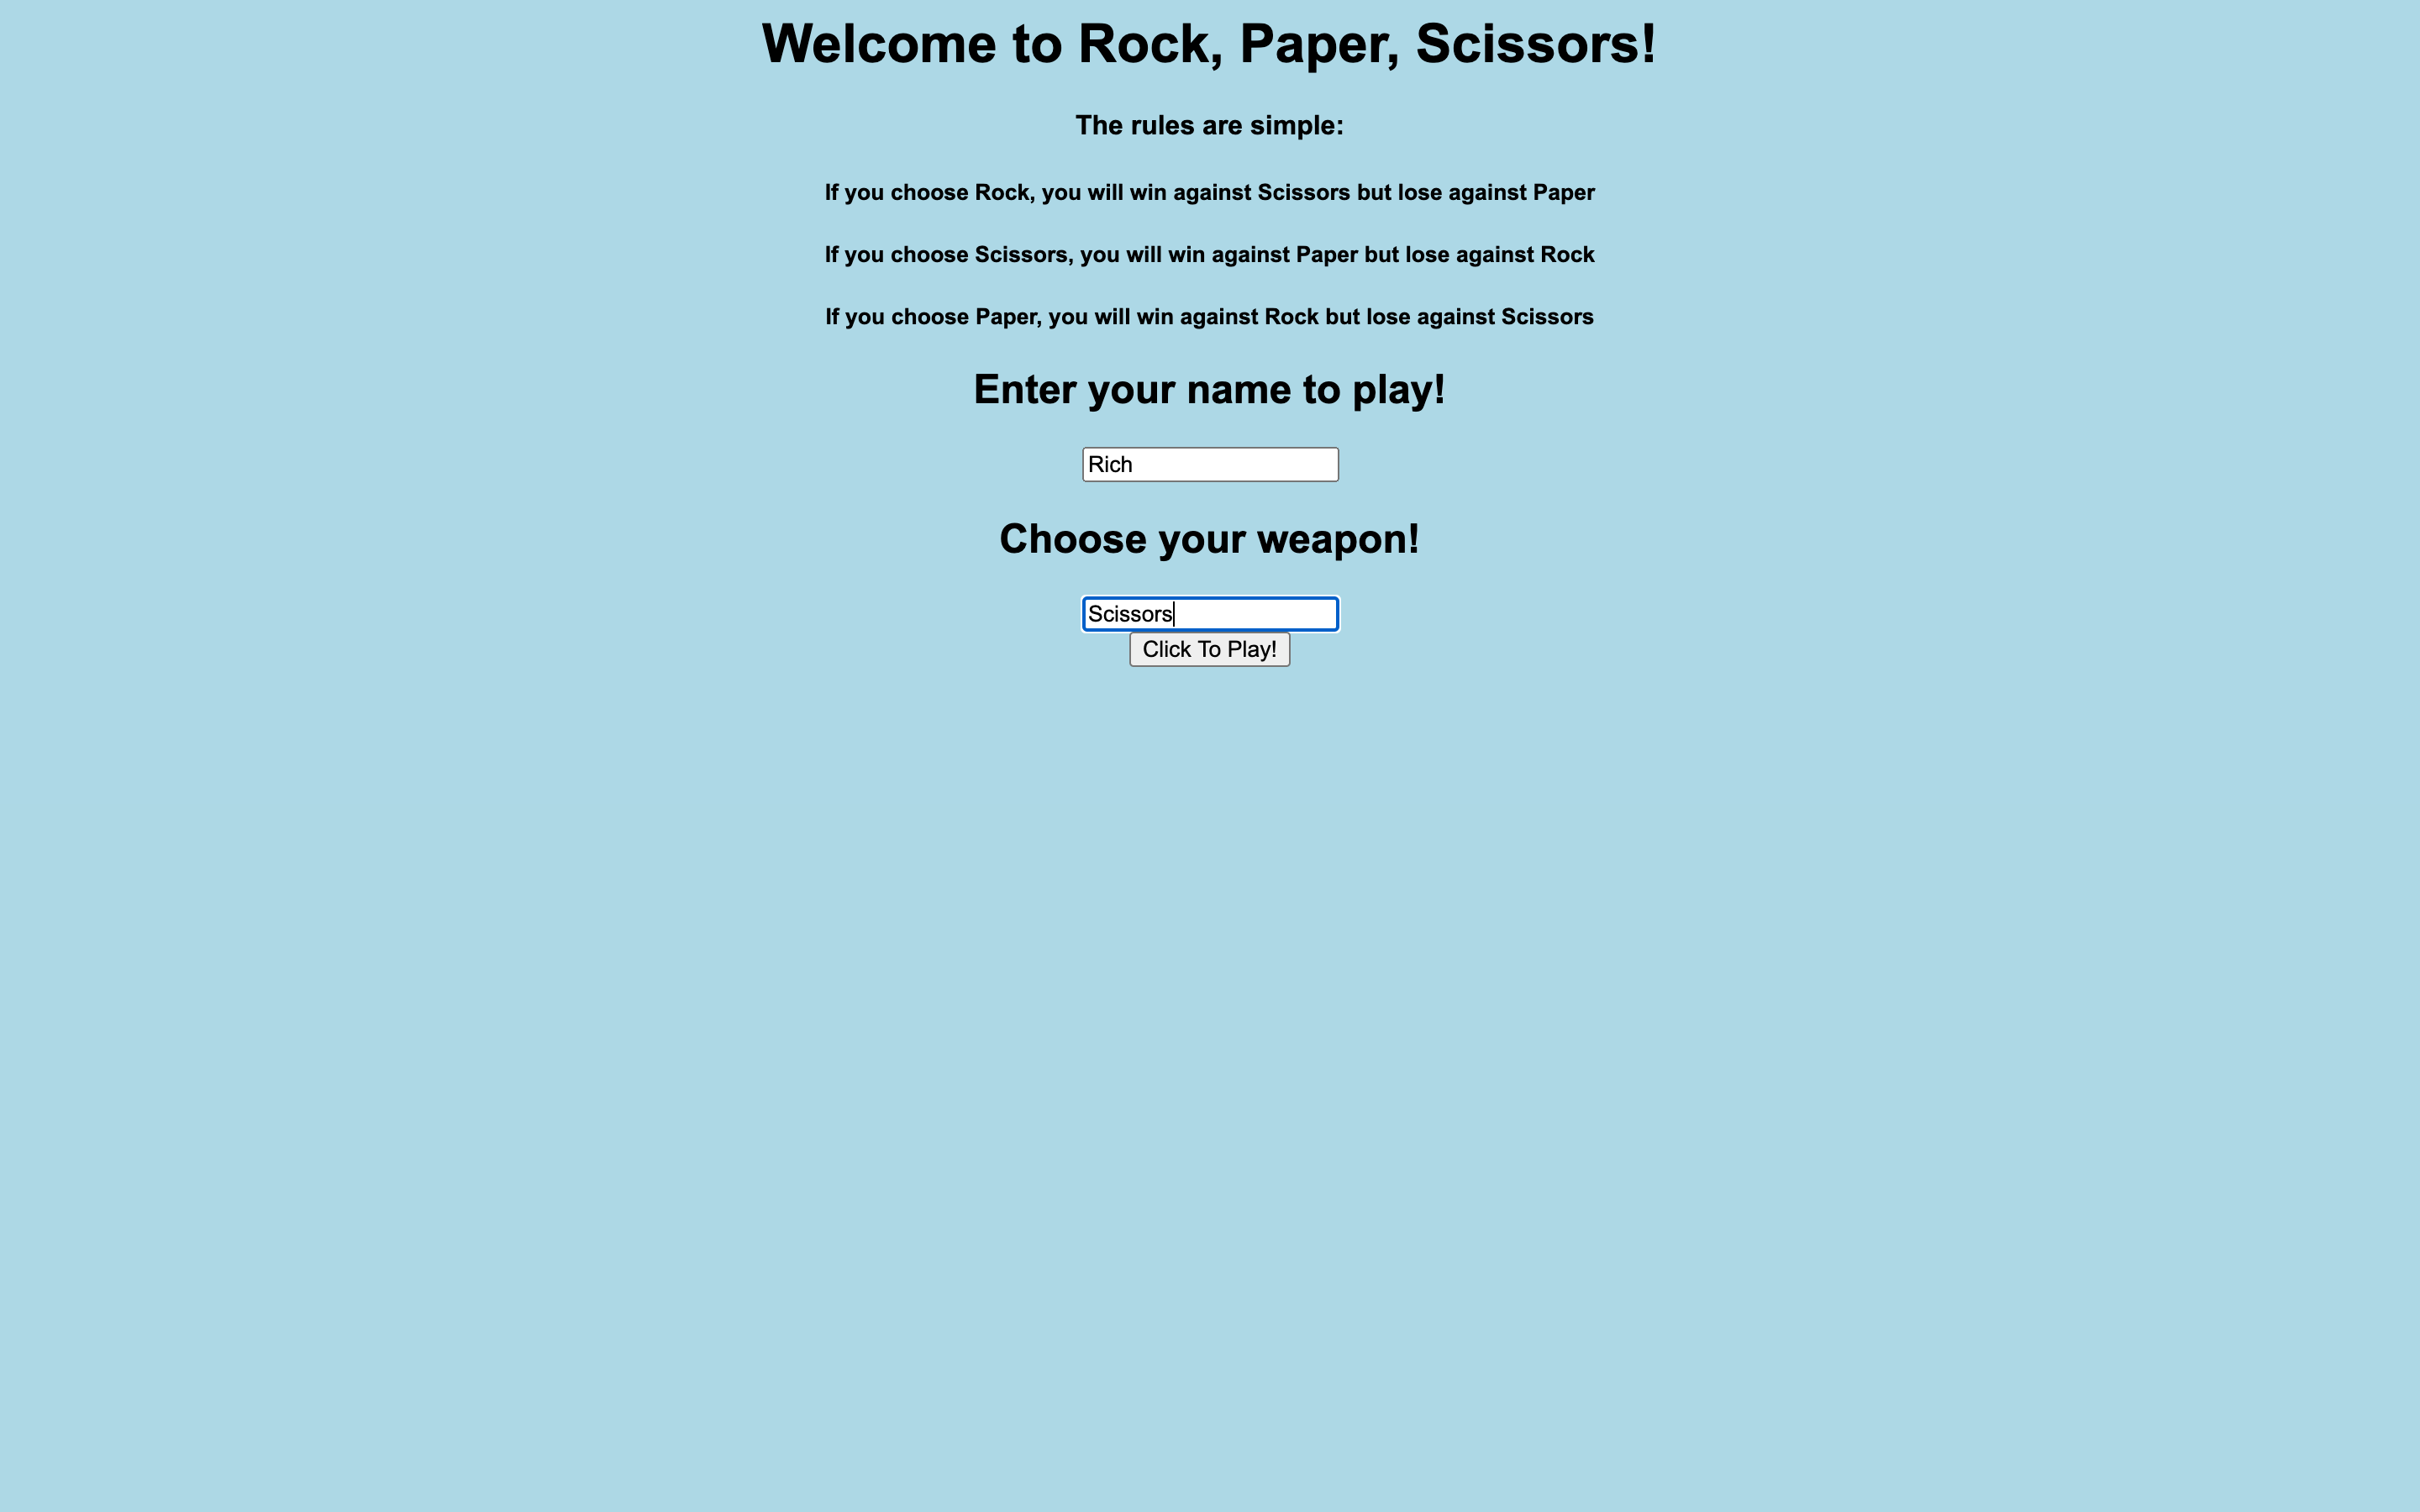 Welcome to Rock, Paper, Scissors!
The rules are simple:
If you choose Rock, you will win against Scissors but lose against Paper
If you choose Scissors, you will win against Paper but lose against Rock
If you choose Paper, you will win against Rock but lose against Scissors
Enter your name to play!
Rich
Choose your weapon!
Scissors
Click To Play!